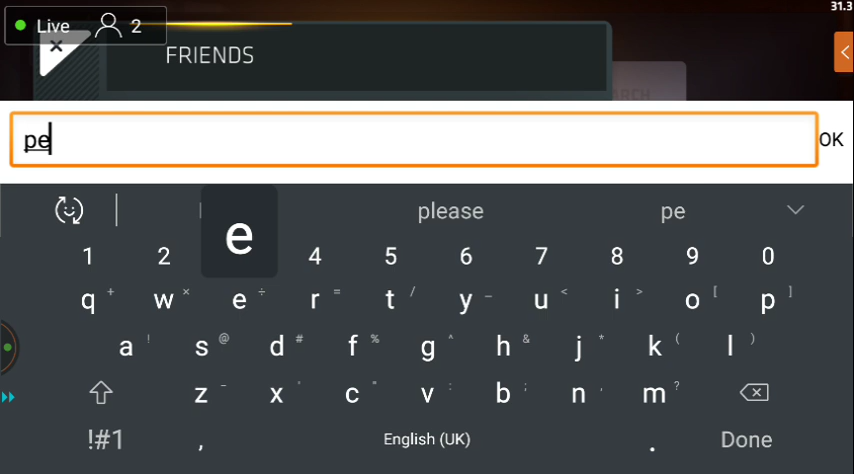 31.3
Live 2
FRIENDS
pe
OK
please pe
e
1 2 4 5 6 7 8 9 0
q + w × e ÷ r = t / y _ u < i > o [ p ]
a ! s @ d # f % g ^ h & j * k ( l )
z - x ' c " v : b ; n , m ?
!#1 , English (UK) . Done